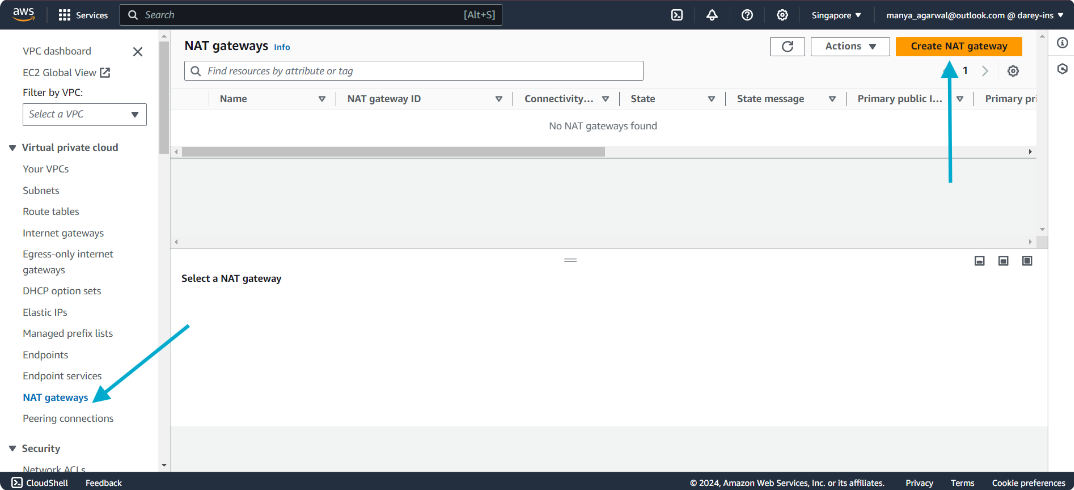 aws Services Search [Alt+S] Singapore manya_agarwal@outlook.com @ darey-ins
VPC dashboard
EC2 Global View
Filter by VPC:
Select a VPC
Virtual private cloud
Your VPCs
Subnets
Route tables
Internet gateways
Egress-only internet
gateways
DHCP option sets
Elastic IPs
Managed prefix lists
Endpoints
Endpoint services
NAT gateways
Peering connections
Security
Network ACLs
NAT gateways Info
Actions
Create NAT gateway
Find resources by attribute or tag
1
Name NAT gateway ID Connectivity... State State message Primary public I... Primary pri
No NAT gateways found
Select a NAT gateway
CloudShell Feedback © 2024, Amazon Web Services, Inc. or its affiliates. Privacy Terms Cookie preferences